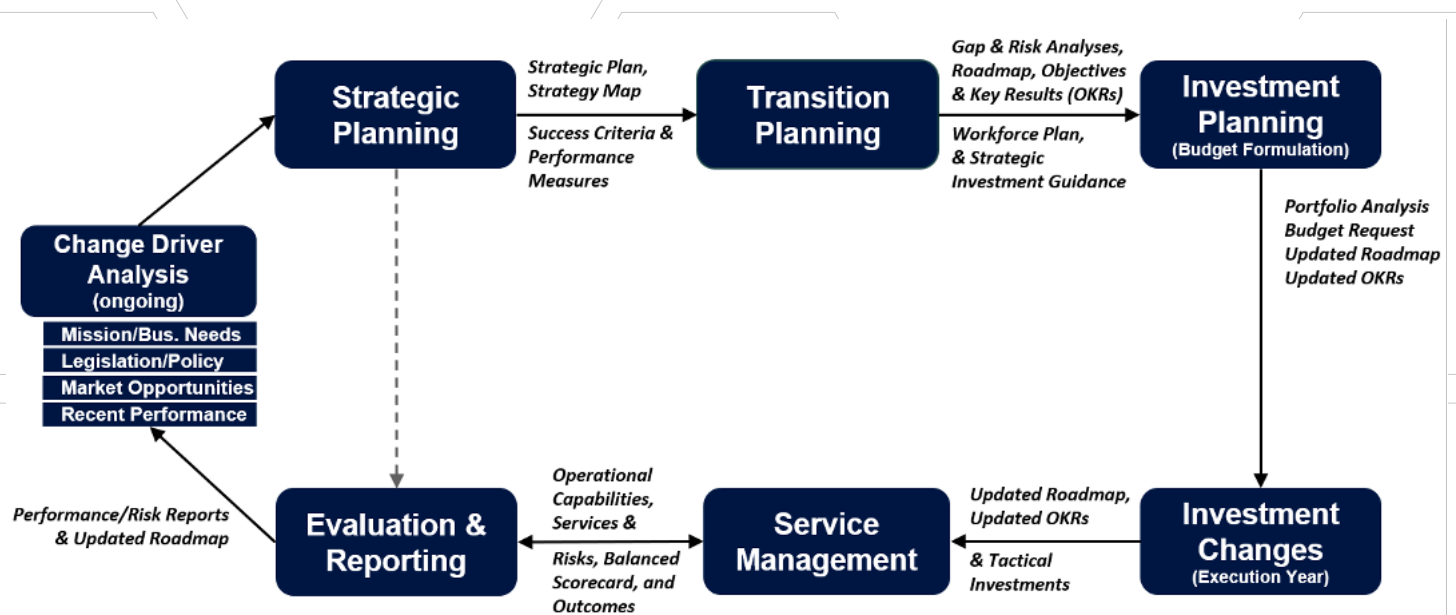 Strategic
Planning
Strategic Plan,
Strategy Map
Success Criteria &
Performance
Measures
Transition
Planning
Gap & Risk Analyses,
Roadmap, Objectives
& Key Results (OKRs)
Workforce Plan,
& Strategic
Investment Guidance
Investment
Planning
(Budget Formulation)
Portfolio Analysis
Budget Request
Updated Roadmap
Updated OKRs
Change Driver
Analysis
(ongoing)
Mission/Bus. Needs
Legislation/Policy
Market Opportunities
Recent Performance
Performance/Risk Reports
& Updated Roadmap
Evaluation &
Reporting
Operational
Capabilities,
Services &
Risks, Balanced
Scorecard, and
Outcomes
Service
Management
Updated Roadmap,
Updated OKRs
& Tactical
Investments
Investment
Changes
(Execution Year)